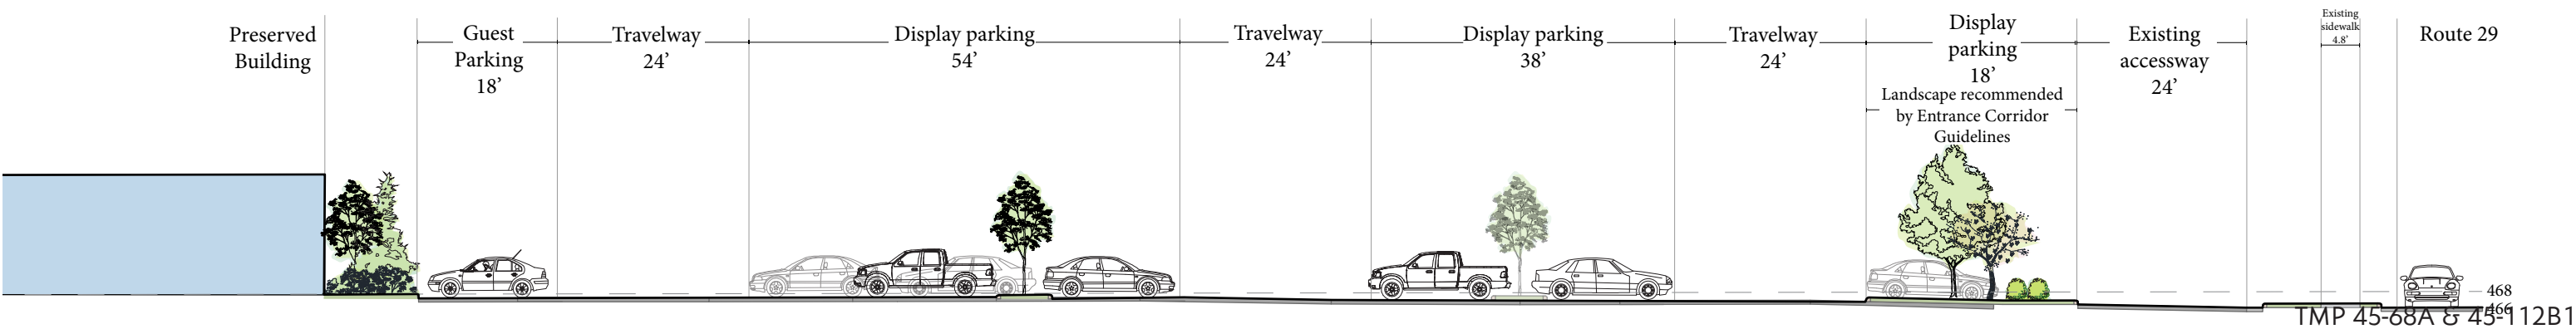 Preserved
Building
Guest
Parking
18’
Travelway
24’
Display parking
54’
Travelway
24’
Display parking
38’
Travelway
24’
Display
parking
18’
Landscape recommended
by Entrance Corridor
Guidelines
Existing
accessway
24’
Existing
sidewalk
4.8’
Route 29
468
466
TMP 45-68A & 45-112B1